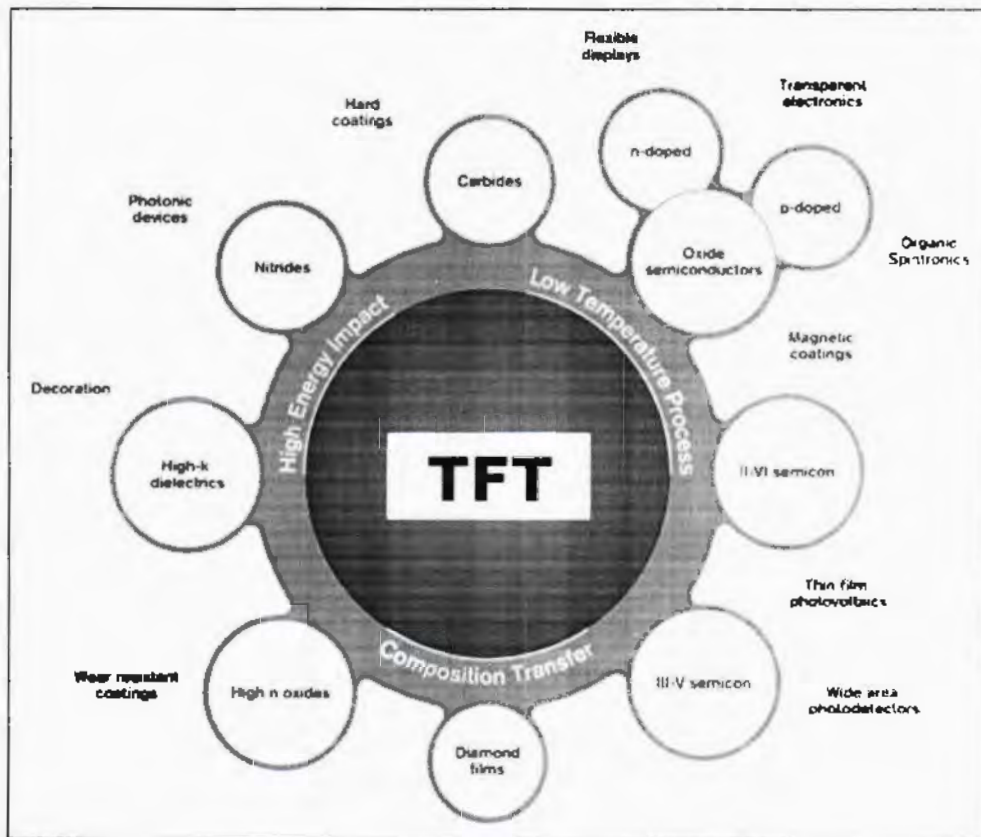 Flexible
displays
Transparent
electronics
Hard
coatings
n-doped
Carbides
p-doped
Photonic
devices
Nitrides
Oxide
semiconductors
Organic
Spintronics
High Energy Impact
Low Temperature Process
Magnetic
coatings
Decoration
High-k
dielectrics
TFT
II-VI semicon
Thin film
photovoltaics
Composition Transfer
Wear resistant
coatings
High n oxides
III-V semicon
Wide area
photodetectors
Diamond
films